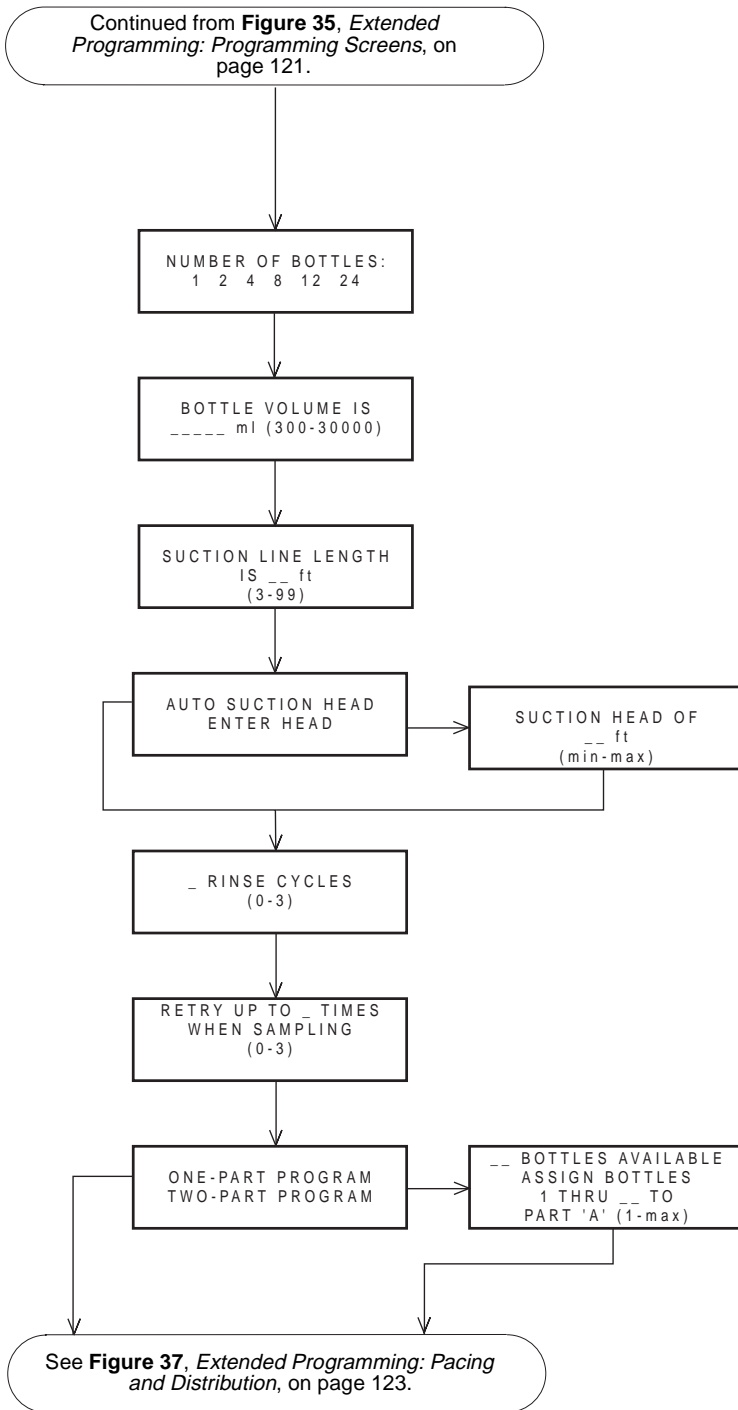 Continued from Figure 35, Extended
Programming: Programming Screens, on
page 121.
NUMBER OF BOTTLES:
1 2 4 8 12 24
BOTTLE VOLUME IS
_____ ml (300-30000)
SUCTION LINE LENGTH
IS __ ft
(3-99)
AUTO SUCTION HEAD
ENTER HEAD
SUCTION HEAD OF
__ ft
(min-max)
_ RINSE CYCLES
(0-3)
RETRY UP TO _ TIMES
WHEN SAMPLING
(0-3)
ONE-PART PROGRAM
TWO-PART PROGRAM
__ BOTTLES AVAILABLE
ASSIGN BOTTLES
1 THRU __ TO
PART 'A' (1-max)
See Figure 37, Extended Programming: Pacing
and Distribution, on page 123.